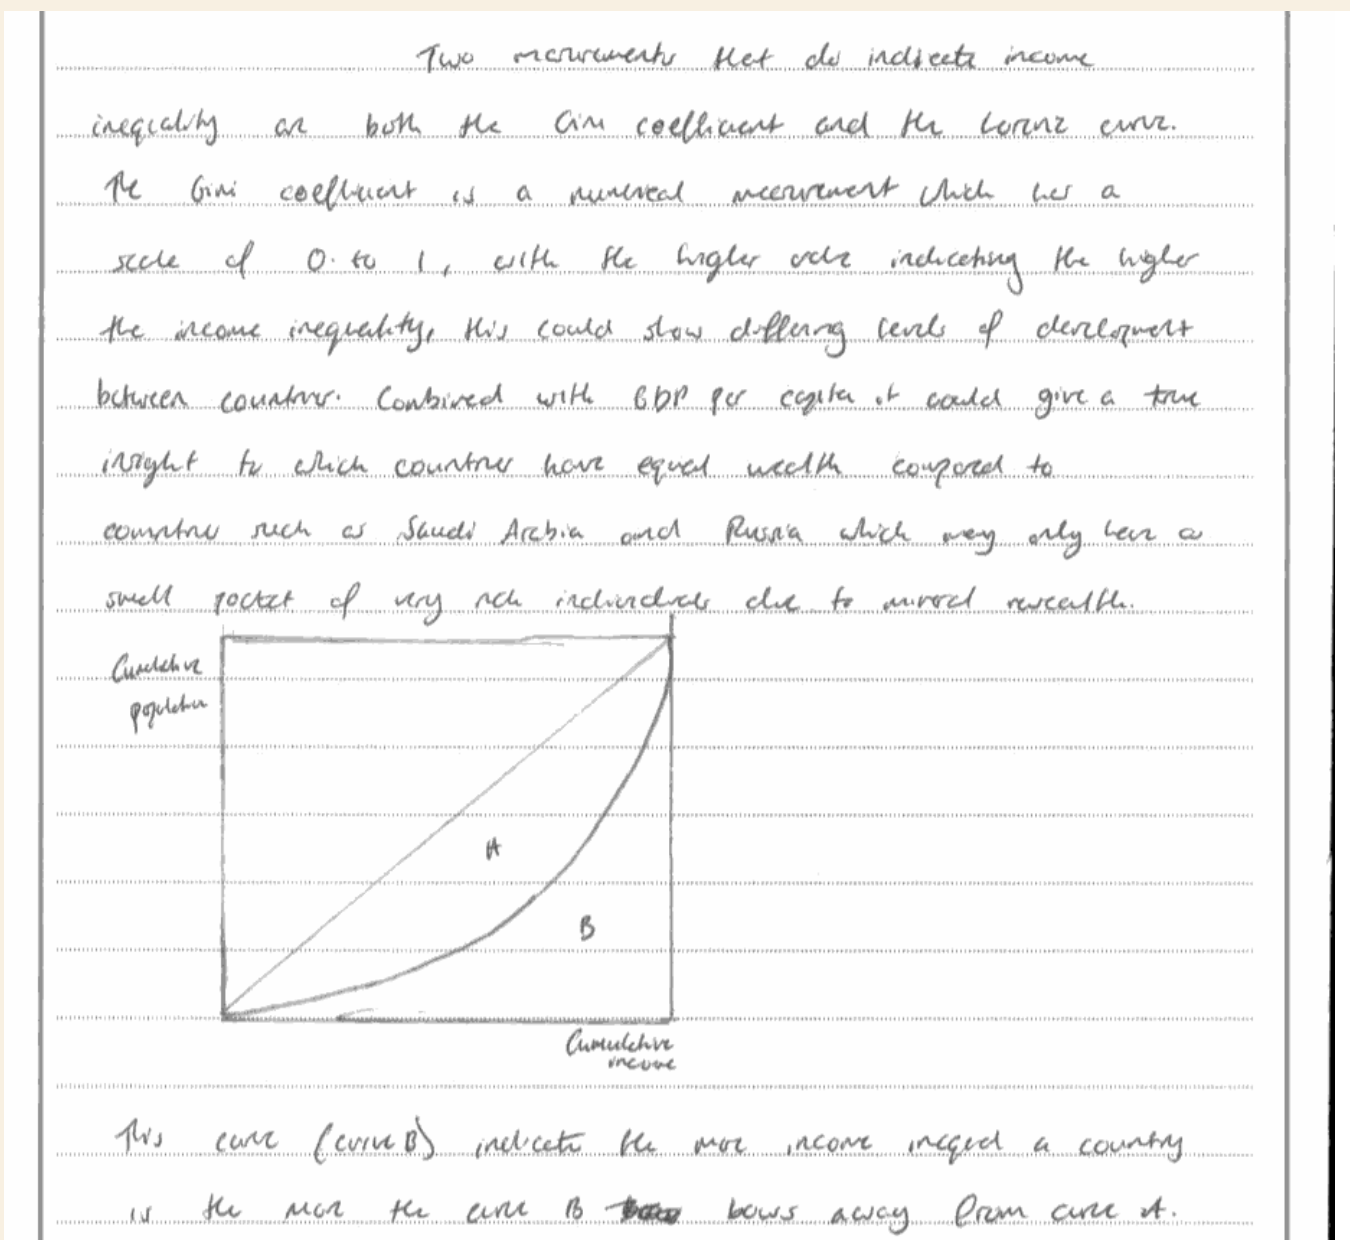 Two measurements that do indicate income
inequality are both the Gini coefficient and the Lorenz curve.
The Gini coefficient is a numerical measurement which has a
scale of 0 to 1, with the higher value indicating the higher
the income inequality, this could show differing levels of development
between countries. Combined with GDP per capita it could give a true
insight to which countries have equal wealth compared to
countries such as Saudi Arabia and Russia which may only have a
small pocket of very rich individuals due to mineral
Cumulative
population
A
B
Cumulative
income
This curve (curve B) indicate the more income inequal a country
is the more the curve B bows away from curve A.